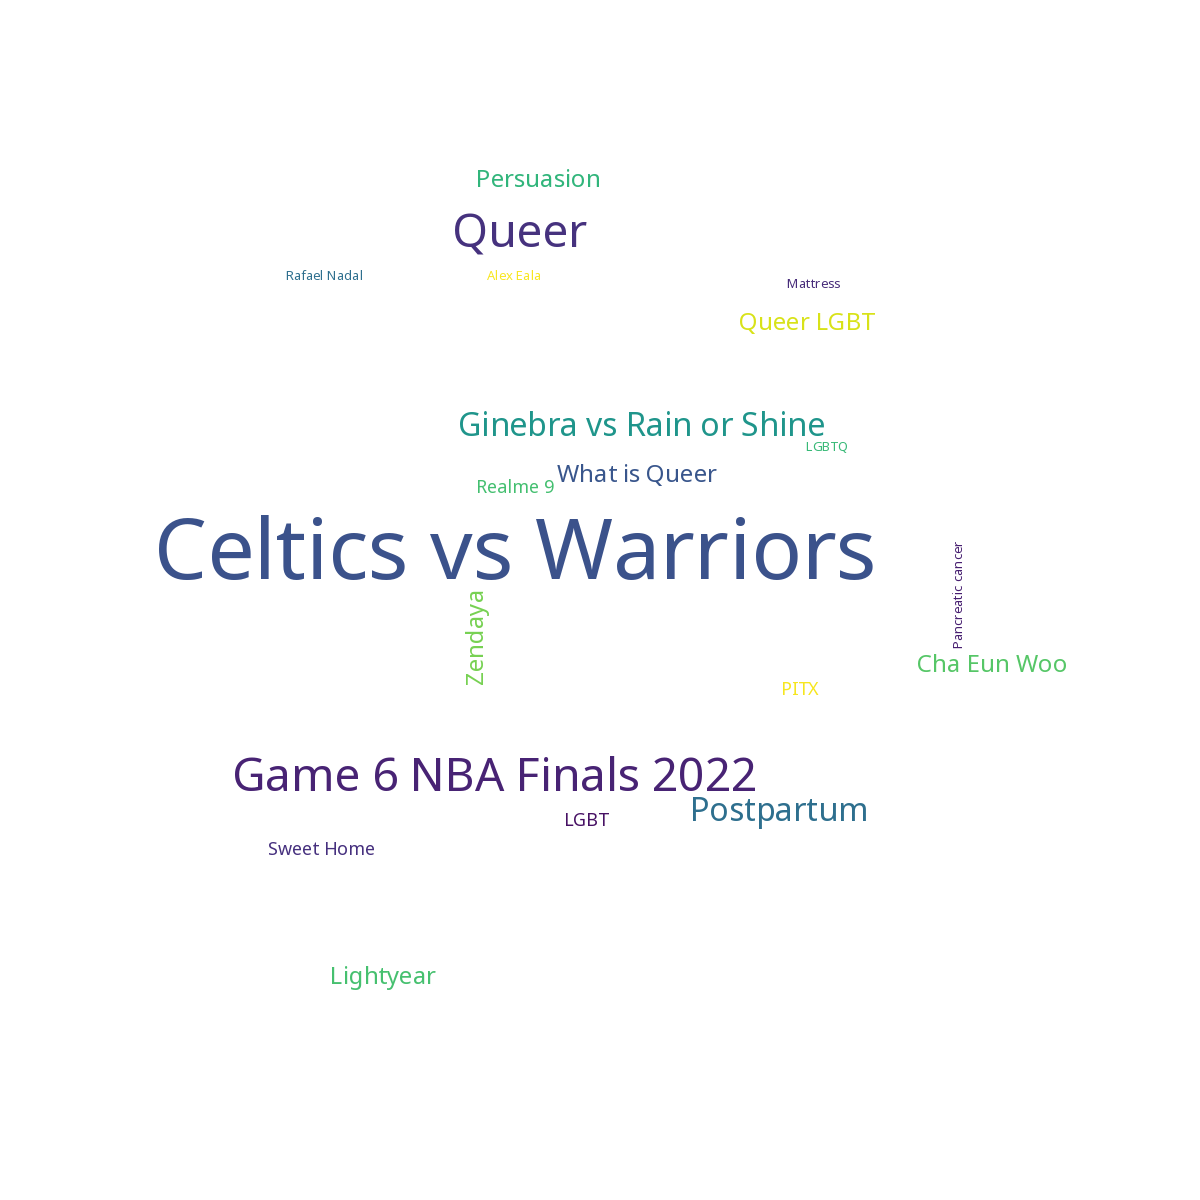 Persuasion
Queer
Rafael Nadal
Alex Eala
Mattress
Queer LGBT
Ginebra vs Rain or Shine
LGBTQ
What is Queer
Realme 9
Celtics vs Warriors
Pancreatic cancer
Zendaya
Cha Eun Woo
PITX
Game 6 NBA Finals 2022
Postpartum
LGBT
Sweet Home
Lightyear